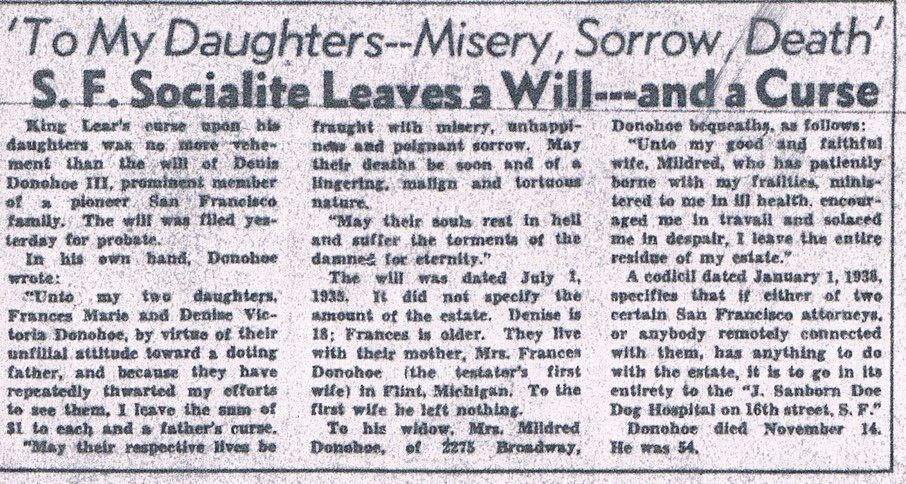 'To My Daughters--Misery, Sorrow, Death'
S. F. Socialite Leaves a Will---and a Curse
King Lear's curse upon his
daughters was no more vehe-
ment than the will of Denis
Donohoe III, prominent member
of a pioneer San Francisco
family. The will was filed yes-
terday for probate.
In his own hand, Donohoe
wrote:
"Unto my two daughters,
Frances Marie and Denise Vic-
toria Donohoe, by virtue of their
unfilial attitude toward a doting
father, and because they have
repeatedly thwarted my efforts
to see them, I leave the sum of
$1 to each and a father's curse.
"May their respective lives be
fraught with misery, unhappi-
ness and poignant sorrow. May
their deaths be soon and of a
lingering, malign and tortuous
nature.
"May their souls rest in hell
and suffer the torments of the
damned for eternity."
The will was dated July 1,
1935. It did not specify the
amount of the estate. Denise is
18; Frances is older. They live
with their mother, Mrs. Frances
Donohoe (the testator's first
wife) in Flint, Michigan. To the
first wife he left nothing.
To his widow, Mrs. Mildred
Donohoe, of 2275 Broadway,
Donohoe bequeaths, as follows:
"Unto my good and faithful
wife, Mildred, who has patiently
borne with my frailties, minis-
tered to me in ill health, encour-
aged me in travail and solaced
me in despair, I leave the entire
residue of my estate."
A codicil dated January 1, 1938,
specifies that if either of two
certain San Francisco attorneys,
or anybody remotely connected
with them, has anything to do
with the estate, it is to go in its
entirety to the "J. Sanborn Doe
Dog Hospital on 16th street, S. F."
Donohoe died November 14.
He was 54.